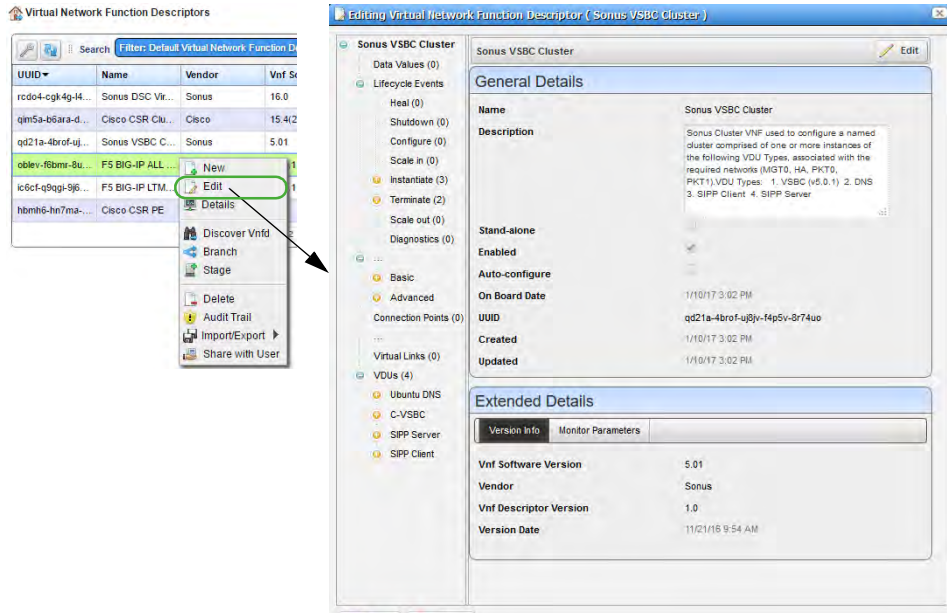 Virtual Network Function Descriptors
Search Filter: Default Virtual Network Function De
UUID Name Vendor Vnf So
rcdo4-cgk4g-l4... Sonus DSC Vir... Sonus 16.0
qim5a-b6ara-d... Cisco CSR Clu... Cisco 15.4(2
qd21a-4brof-uj... Sonus VSBC C... Sonus 5.01
oblev-f6bmr-8u... F5 BIG-IP ALL ... 1
ic6cf-q9qgi-9j6... F5 BIG-IP LTM... 1
hbmh6-hn7ma-... Cisco CSR PE
New
Edit
Details
Discover Vnfd
Branch
Stage
Delete
Audit Trail
Import/Export
Share with User
Editing Virtual Network Function Descriptor ( Sonus VSBC Cluster )
Sonus VSBC Cluster
Data Values (0)
Lifecycle Events
Heal (0)
Shutdown (0)
Configure (0)
Scale in (0)
Instantiate (3)
Terminate (2)
Scale out (0)
Diagnostics (0)
...
Basic
Advanced
Connection Points (0)
...
Virtual Links (0)
VDUs (4)
Ubuntu DNS
C-VSBC
SIPP Server
SIPP Client
Sonus VSBC Cluster Edit
General Details
Name Sonus VSBC Cluster
Description Sonus Cluster VNF used to configure a named
cluster comprised of one or more instances of
the following VDU Types, associated with the
required networks (MGT0, HA, PKT0,
PKT1).VDU Types: 1. VSBC (v5.0.1) 2. DNS
3. SIPP Client 4. SIPP Server
Stand-alone
Enabled
Auto-configure
On Board Date 1/10/17 3:02 PM
UUID qd21a-4brof-uj8jv-f4p5v-8r74uo
Created 1/10/17 3:02 PM
Updated 1/10/17 3:02 PM
Extended Details
Version Info Monitor Parameters
Vnf Software Version 5.01
Vendor Sonus
Vnf Descriptor Version 1.0
Version Date 11/21/16 9:54 AM